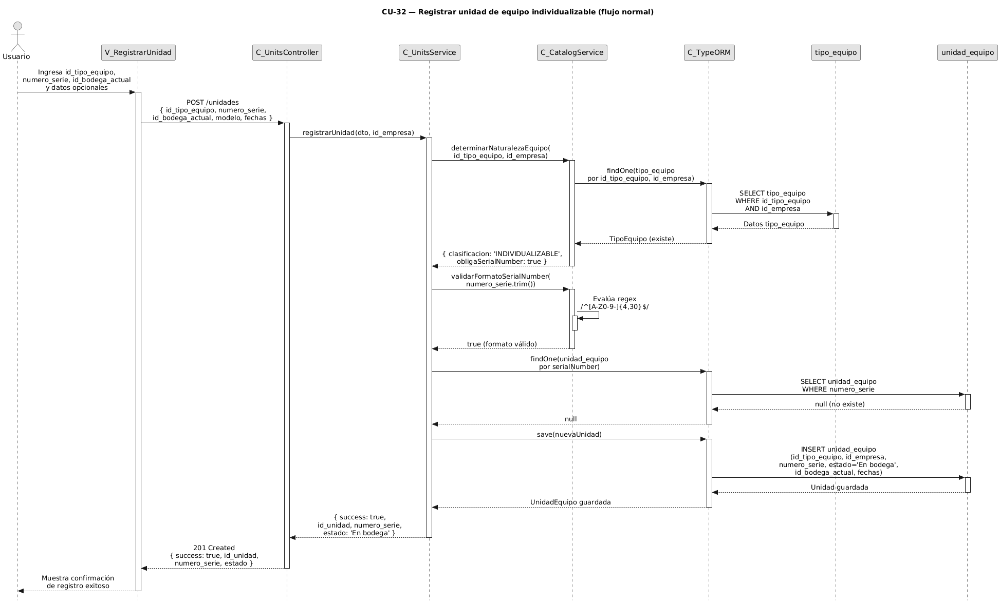 CU-32 — Registrar unidad de equipo individualizable (flujo normal)
Usuario
V_RegistrarUnidad
C_UnitsController
C_UnitsService
C_CatalogService
C_TypeORM
tipo_equipo
unidad_equipo
Ingresa id_tipo_equipo,
numero_serie, id_bodega_actual
y datos opcionales
POST /unidades
{ id_tipo_equipo, numero_serie,
id_bodega_actual, modelo, fechas }
registrarUnidad(dto, id_empresa)
determinarNaturalezaEquipo(
id_tipo_equipo, id_empresa)
findOne(tipo_equipo
por id_tipo_equipo, id_empresa)
SELECT tipo_equipo
WHERE id_tipo_equipo
AND id_empresa
Datos tipo_equipo
TipoEquipo (existe)
{ clasificacion: 'INDIVIDUALIZABLE',
obligaSerialNumber: true }
validarFormatoSerialNumber(
numero_serie.trim())
Evalúa regex
/^[A-Z0-9-]{4,30}$/
true (formato válido)
findOne(unidad_equipo
por serialNumber)
SELECT unidad_equipo
WHERE numero_serie
null (no existe)
null
save(nuevaUnidad)
INSERT unidad_equipo
(id_tipo_equipo, id_empresa,
numero_serie, estado='En bodega',
id_bodega_actual, fechas)
Unidad guardada
UnidadEquipo guardada
{ success: true,
id_unidad, numero_serie,
estado: 'En bodega' }
201 Created
{ success: true, id_unidad,
numero_serie, estado }
Muestra confirmación
de registro exitoso